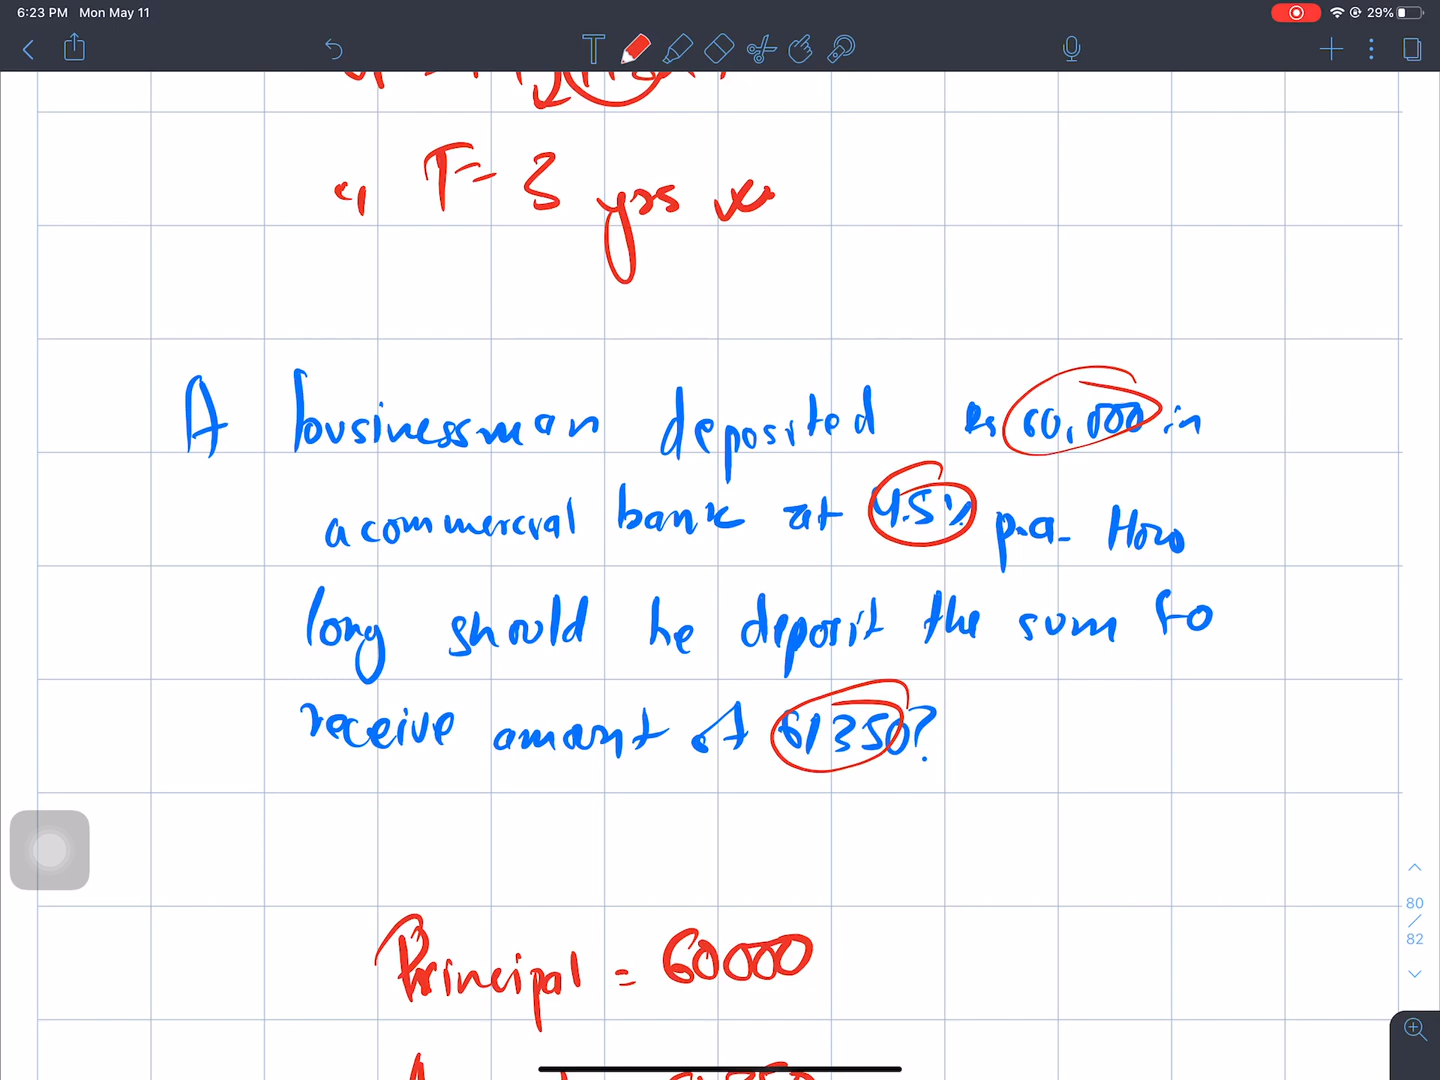 6:23 PM Mon May 11
29%
T
T = 3 yrs
A businessman deposited Rs 60,000 in
a commercial bank at 4.5% p.a. How
long should he deposit the sum to
receive amount of 61350?
80
/
82
Principal = 60000